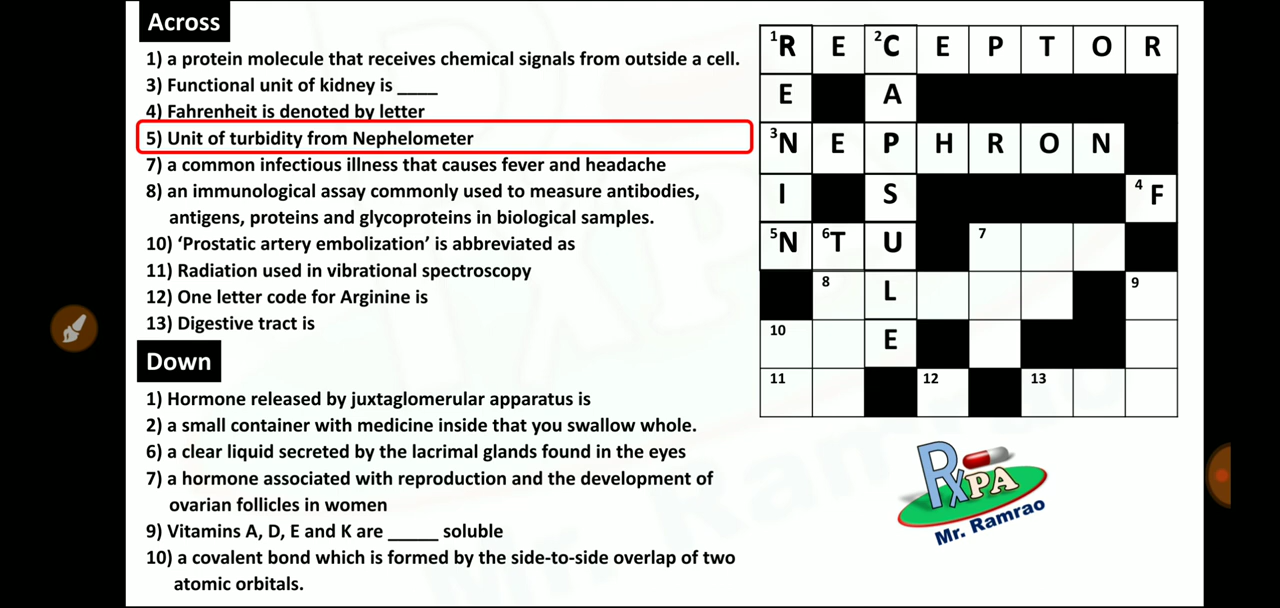 Across
1) a protein molecule that receives chemical signals from outside a cell.
3) Functional unit of kidney is ____
4) Fahrenheit is denoted by letter
5) Unit of turbidity from Nephelometer
7) a common infectious illness that causes fever and headache
8) an immunological assay commonly used to measure antibodies,
antigens, proteins and glycoproteins in biological samples.
10) ‘Prostatic artery embolization’ is abbreviated as
11) Radiation used in vibrational spectroscopy
12) One letter code for Arginine is
13) Digestive tract is
Down
1) Hormone released by juxtaglomerular apparatus is
2) a small container with medicine inside that you swallow whole.
6) a clear liquid secreted by the lacrimal glands found in the eyes
7) a hormone associated with reproduction and the development of
ovarian follicles in women
9) Vitamins A, D, E and K are _____ soluble
10) a covalent bond which is formed by the side-to-side overlap of two
atomic orbitals.
1R E 2C E P T O R
E A
3N E P H R O N
I S 4F
5N 6T U 7
8 L 9
10 E
11 12 13
Rx PA
Mr. Ramrao